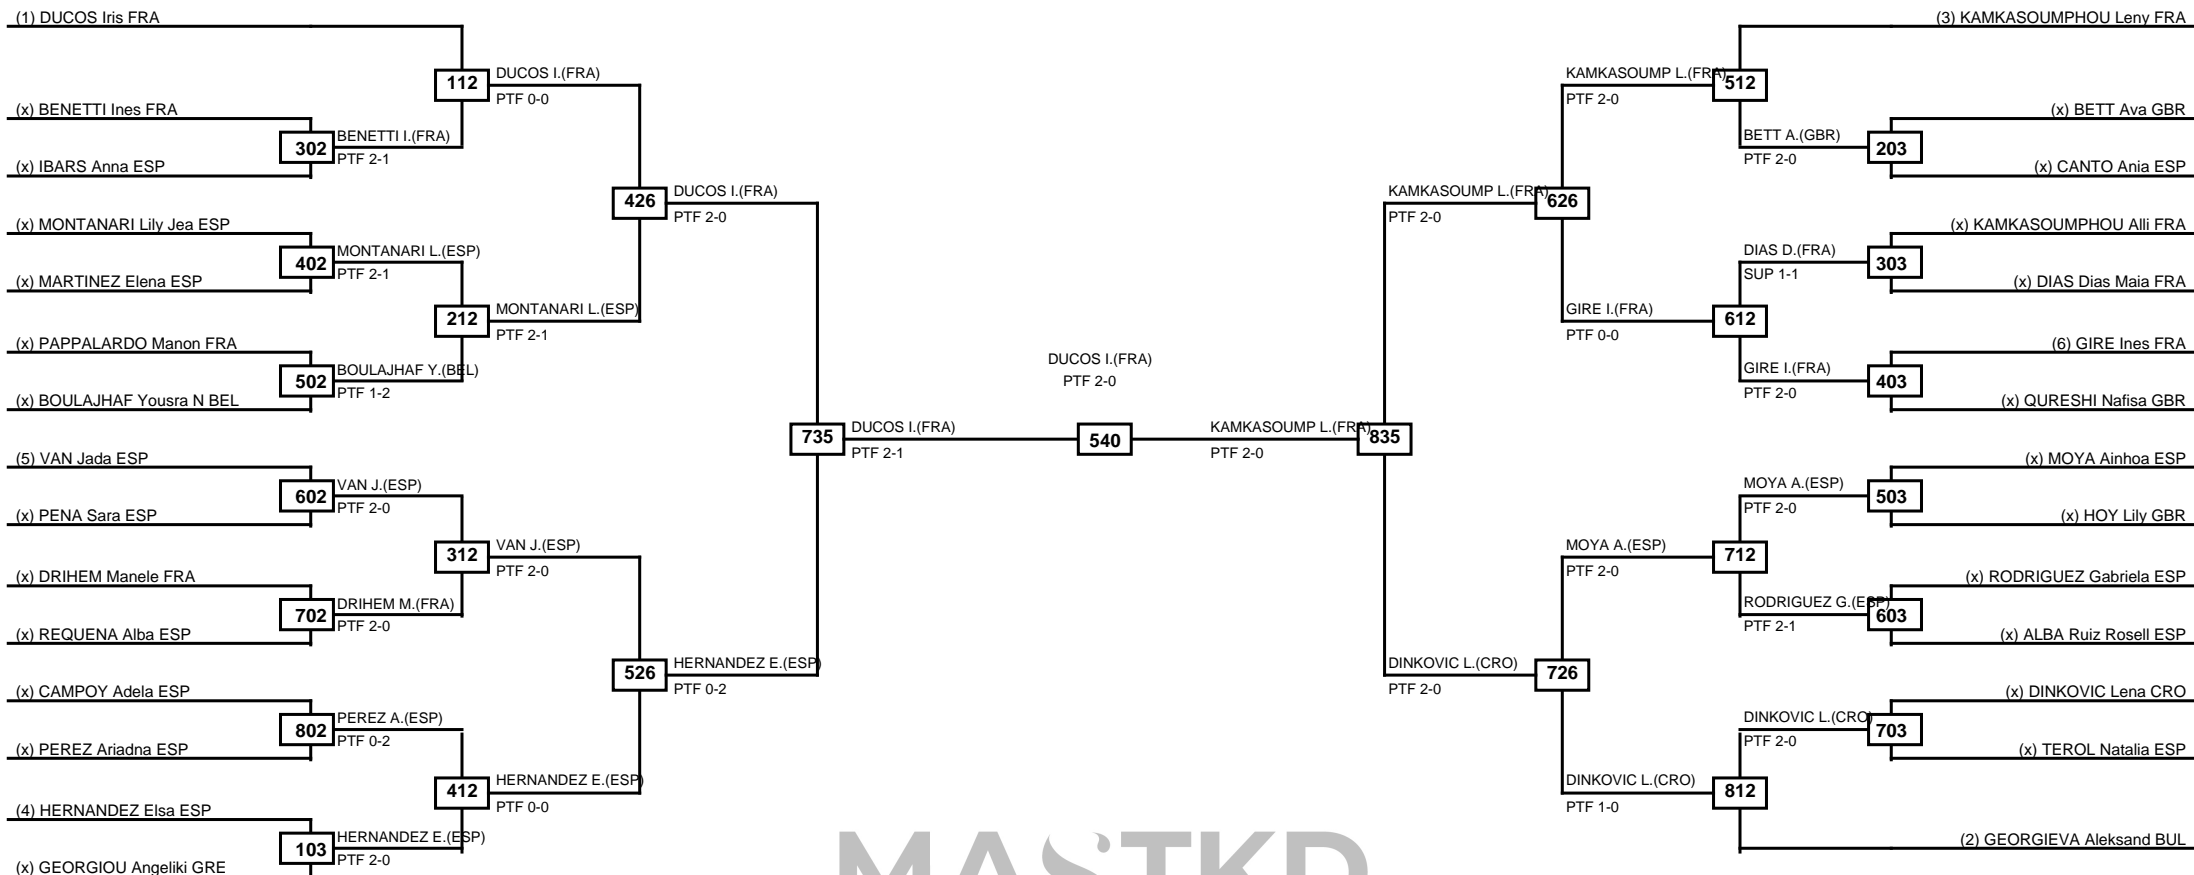 (1) DUCOS Iris FRA
(3) KAMKASOUMPHOU Leny FRA
112
DUCOS I.(FRA)
PTF 0-0
KAMKASOUMP L.(FRA)
PTF 2-0
512
(x) BENETTI Ines FRA
(x) BETT Ava GBR
302
BENETTI I.(FRA)
PTF 2-1
BETT A.(GBR)
PTF 2-0
203
(x) IBARS Anna ESP
(x) CANTO Ania ESP
426
DUCOS I.(FRA)
PTF 2-0
KAMKASOUMP L.(FRA)
PTF 2-0
626
(x) MONTANARI Lily Jea ESP
(x) KAMKASOUMPHOU Alli FRA
402
MONTANARI L.(ESP)
PTF 2-1
DIAS D.(FRA)
SUP 1-1
303
(x) MARTINEZ Elena ESP
(x) DIAS Dias Maia FRA
212
MONTANARI L.(ESP)
PTF 2-1
GIRE I.(FRA)
PTF 0-0
612
(x) PAPPALARDO Manon FRA
(6) GIRE Ines FRA
502
BOULAJHAF Y.(BEL)
PTF 1-2
DUCOS I.(FRA)
PTF 2-0
GIRE I.(FRA)
PTF 2-0
403
(x) BOULAJHAF Yousra N BEL
(x) QURESHI Nafisa GBR
735
DUCOS I.(FRA)
PTF 2-1
540
KAMKASOUMP L.(FRA)
PTF 2-0
835
(5) VAN Jada ESP
(x) MOYA Ainhoa ESP
602
VAN J.(ESP)
PTF 2-0
MOYA A.(ESP)
PTF 2-0
503
(x) PENA Sara ESP
(x) HOY Lily GBR
312
VAN J.(ESP)
PTF 2-0
MOYA A.(ESP)
PTF 2-0
712
(x) DRIHEM Manele FRA
(x) RODRIGUEZ Gabriela ESP
702
DRIHEM M.(FRA)
PTF 2-0
RODRIGUEZ G.(ESP)
PTF 2-1
603
(x) REQUENA Alba ESP
(x) ALBA Ruiz Rosell ESP
526
HERNANDEZ E.(ESP)
PTF 0-2
DINKOVIC L.(CRO)
PTF 2-0
726
(x) CAMPOY Adela ESP
(x) DINKOVIC Lena CRO
802
PEREZ A.(ESP)
PTF 0-2
DINKOVIC L.(CRO)
PTF 2-0
703
(x) PEREZ Ariadna ESP
(x) TEROL Natalia ESP
412
HERNANDEZ E.(ESP)
PTF 0-0
DINKOVIC L.(CRO)
PTF 1-0
812
(4) HERNANDEZ Elsa ESP
(2) GEORGIEVA Aleksand BUL
103
HERNANDEZ E.(ESP)
PTF 2-0
(x) GEORGIOU Angeliki GRE
MASTKD